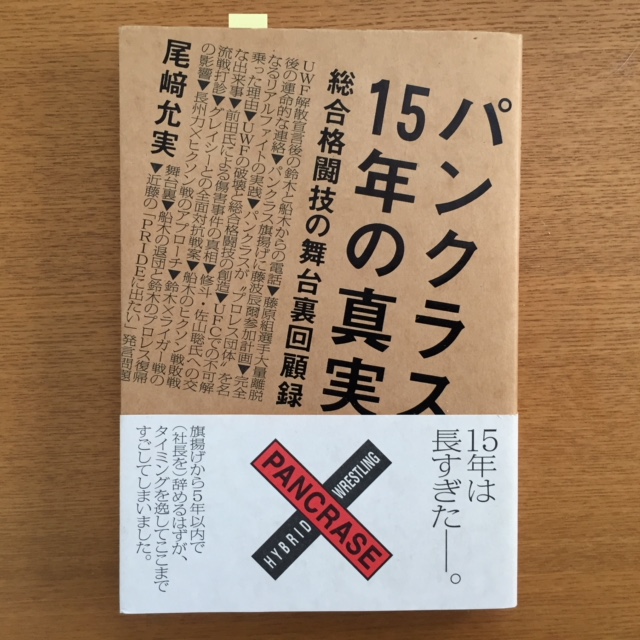 パンクラス
15年の真実
総合格闘技の舞台裏回顧録
UWF解散宣言後の鈴木と船木からの電話▼藤原組選手大量離脱
後の運命的な連絡▼パンクラス旗揚げに藤波辰爾参加計画▼完全
なるリアルファイトの実践▼パンクラスが“プロレス団体”を名
乗った理由▼UWFの破壊と総合格闘技の創造▼UFCでの不可解
な出来事▼前田氏による傷害事件の真相▼修斗・佐山聡氏への交
流戦打診▼グレイシーとの全面対抗戦案▼船木のヒクソン戦敗戦
の影響▼長州力×ヒクソン戦のアプローチ▼鈴木×ライガー戦の
舞台裏▼船木の退団と鈴木のプロレス復帰
▼近藤の「PRIDEに出たい」発言問題
尾﨑允実
15年は
長すぎた―。
PANCRASE
HYBRID WRESTLING
旗揚げから5年以内で
（社長を）辞めるはずが、
タイミングを逸してここまで
すごしてしまいました。